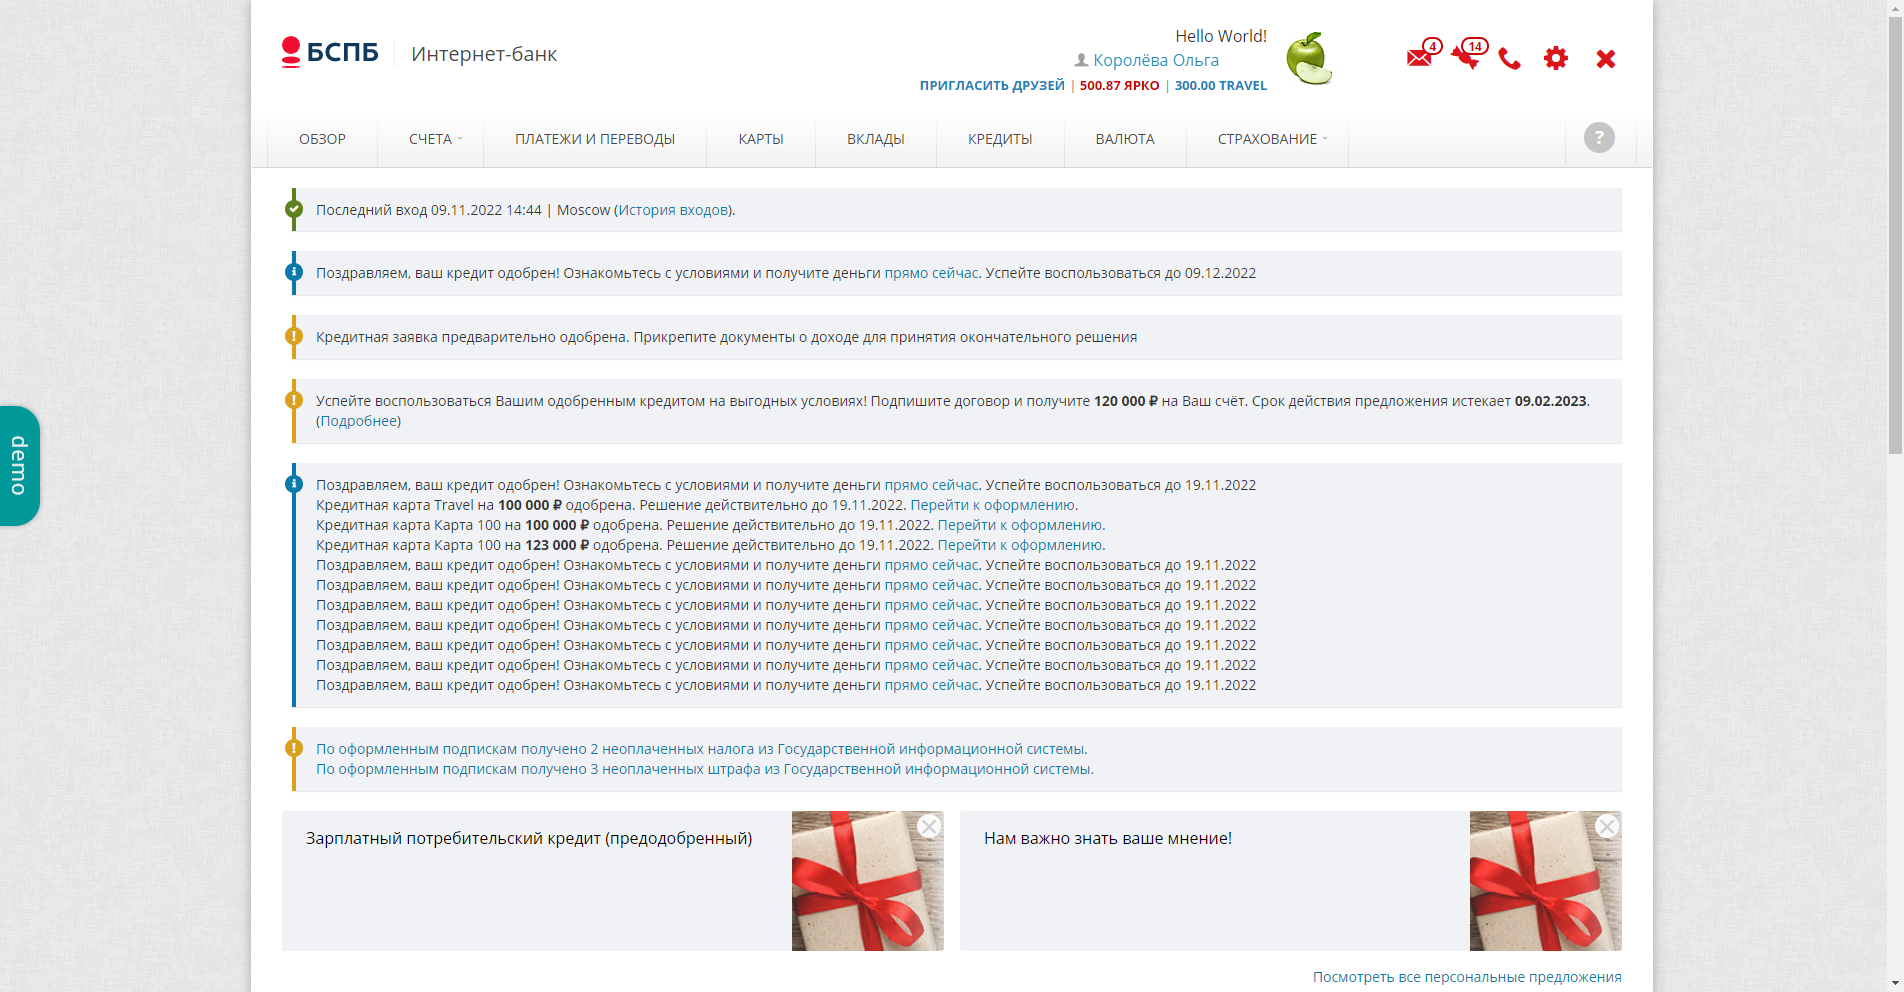 БСПБ
Интернет-банк
Hello World!
Королёва Ольга
ПРИГЛАСИТЬ ДРУЗЕЙ | 500.87 ЯРКО | 300.00 TRAVEL
4
14
ОБЗОР
СЧЕТА
ПЛАТЕЖИ И ПЕРЕВОДЫ
КАРТЫ
ВКЛАДЫ
КРЕДИТЫ
ВАЛЮТА
СТРАХОВАНИЕ
?
Последний вход 09.11.2022 14:44 | Moscow (История входов).
Поздравляем, ваш кредит одобрен! Ознакомьтесь с условиями и получите деньги прямо сейчас. Успейте воспользоваться до 09.12.2022
Кредитная заявка предварительно одобрена. Прикрепите документы о доходе для принятия окончательного решения
Успейте воспользоваться Вашим одобренным кредитом на выгодных условиях! Подпишите договор и получите 120 000 ₽ на Ваш счёт. Срок действия предложения истекает 09.02.2023.
(Подробнее)
demo
Поздравляем, ваш кредит одобрен! Ознакомьтесь с условиями и получите деньги прямо сейчас. Успейте воспользоваться до 19.11.2022
Кредитная карта Travel на 100 000 ₽ одобрена. Решение действительно до 19.11.2022. Перейти к оформлению.
Кредитная карта Карта 100 на 100 000 ₽ одобрена. Решение действительно до 19.11.2022. Перейти к оформлению.
Кредитная карта Карта 100 на 123 000 ₽ одобрена. Решение действительно до 19.11.2022. Перейти к оформлению.
Поздравляем, ваш кредит одобрен! Ознакомьтесь с условиями и получите деньги прямо сейчас. Успейте воспользоваться до 19.11.2022
Поздравляем, ваш кредит одобрен! Ознакомьтесь с условиями и получите деньги прямо сейчас. Успейте воспользоваться до 19.11.2022
Поздравляем, ваш кредит одобрен! Ознакомьтесь с условиями и получите деньги прямо сейчас. Успейте воспользоваться до 19.11.2022
Поздравляем, ваш кредит одобрен! Ознакомьтесь с условиями и получите деньги прямо сейчас. Успейте воспользоваться до 19.11.2022
Поздравляем, ваш кредит одобрен! Ознакомьтесь с условиями и получите деньги прямо сейчас. Успейте воспользоваться до 19.11.2022
Поздравляем, ваш кредит одобрен! Ознакомьтесь с условиями и получите деньги прямо сейчас. Успейте воспользоваться до 19.11.2022
Поздравляем, ваш кредит одобрен! Ознакомьтесь с условиями и получите деньги прямо сейчас. Успейте воспользоваться до 19.11.2022
По оформленным подпискам получено 2 неоплаченных налога из Государственной информационной системы.
По оформленным подпискам получено 3 неоплаченных штрафа из Государственной информационной системы.
Зарплатный потребительский кредит (предодобренный)
Нам важно знать ваше мнение!
Посмотреть все персональные предложения